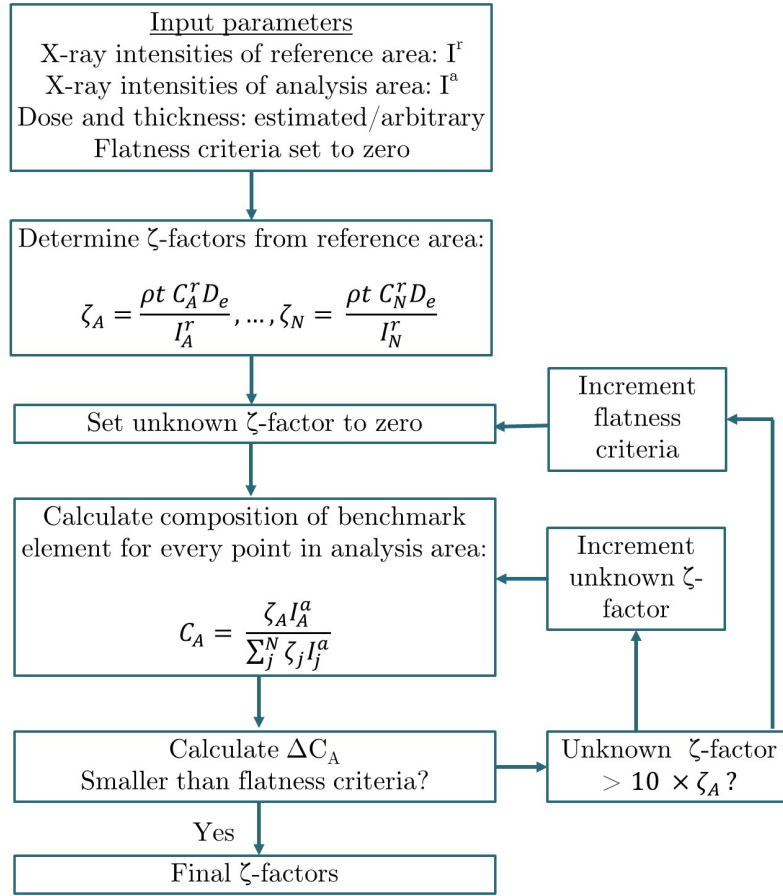 Input parameters
X-ray intensities of reference area: Iʳ
X-ray intensities of analysis area: Iᵃ
Dose and thickness: estimated/arbitrary
Flatness criteria set to zero
Determine ζ-factors from reference area:
ζ_A = ρt C_A^r D_e / I_A^r , … , ζ_N = ρt C_N^r D_e / I_N^r
Set unknown ζ-factor to zero
Increment
flatness
criteria
Calculate composition of benchmark
element for every point in analysis area:
C_A = ζ_A I_A^a / ∑_j^N ζ_j I_j^a
Increment
unknown ζ-
factor
Calculate ΔC_A
Smaller than flatness criteria?
Unknown ζ-factor
> 10 × ζ_A ?
Yes
Final ζ-factors